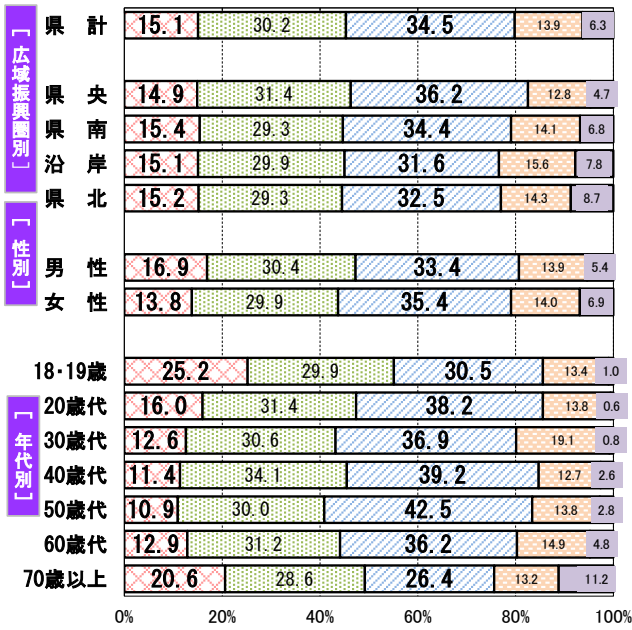 県 計 15.1 30.2 34.5 13.9 6.3
[広域振興圏別]
県 央 14.9 31.4 36.2 12.8 4.7
県 南 15.4 29.3 34.4 14.1 6.8
沿 岸 15.1 29.9 31.6 15.6 7.8
県 北 15.2 29.3 32.5 14.3 8.7
[性別]
男 性 16.9 30.4 33.4 13.9 5.4
女 性 13.8 29.9 35.4 14.0 6.9
18・19歳 25.2 29.9 30.5 13.4 1.0
[年代別]
20歳代 16.0 31.4 38.2 13.8 0.6
30歳代 12.6 30.6 36.9 19.1 0.8
40歳代 11.4 34.1 39.2 12.7 2.6
50歳代 10.9 30.0 42.5 13.8 2.8
60歳代 12.9 31.2 36.2 14.9 4.8
70歳以上 20.6 28.6 26.4 13.2 11.2
0% 20% 40% 60% 80% 100%